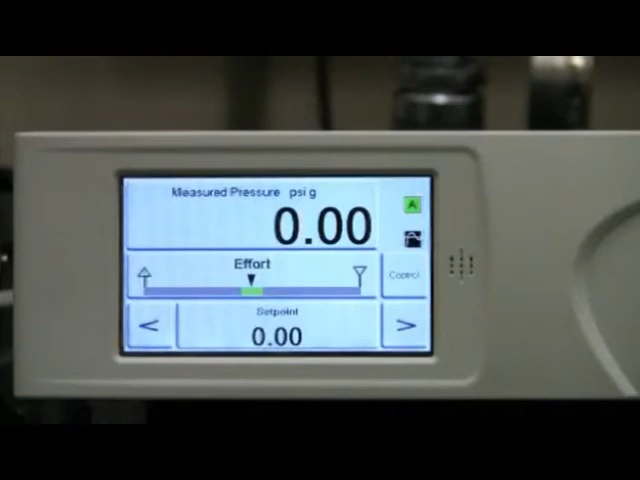 Measured Pressure psi g
0.00
A
Effort
Control
Setpoint
< 0.00 >